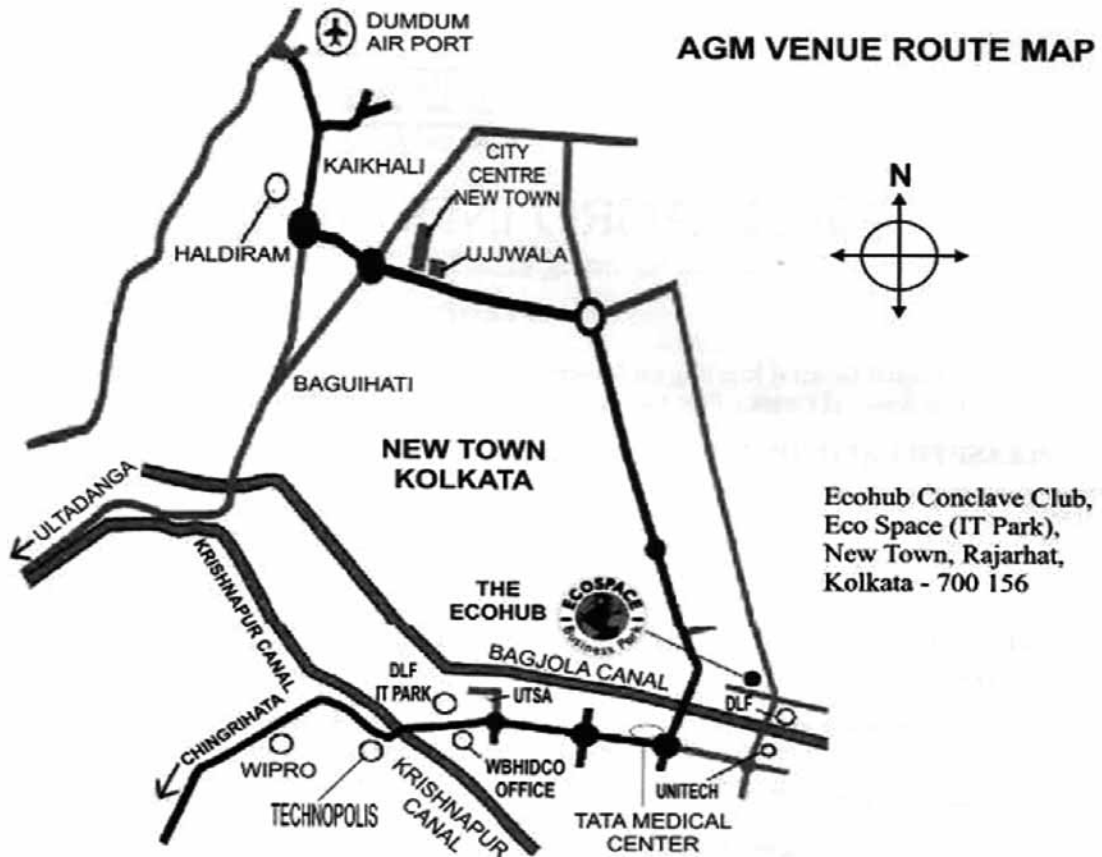 DUMDUM
AIR PORT
AGM VENUE ROUTE MAP
KAIKHALI
CITY
CENTRE
NEW TOWN
N
HALDIRAM
UJJWALA
BAGUIHATI
NEW TOWN
KOLKATA
ULTADANGA
Ecohub Conclave Club,
Eco Space (IT Park),
New Town, Rajarhat,
Kolkata - 700 156
KRISHNAPUR CANAL
THE
ECOHUB
ECOSPACE
Business Park
BAGJOLA CANAL
DLF
IT PARK
UTSA
DLF
CHINGRIHATA
WIPRO
TECHNOPOLIS
KRISHNAPUR
CANAL
WBHIDCO
OFFICE
UNITECH
TATA MEDICAL
CENTER